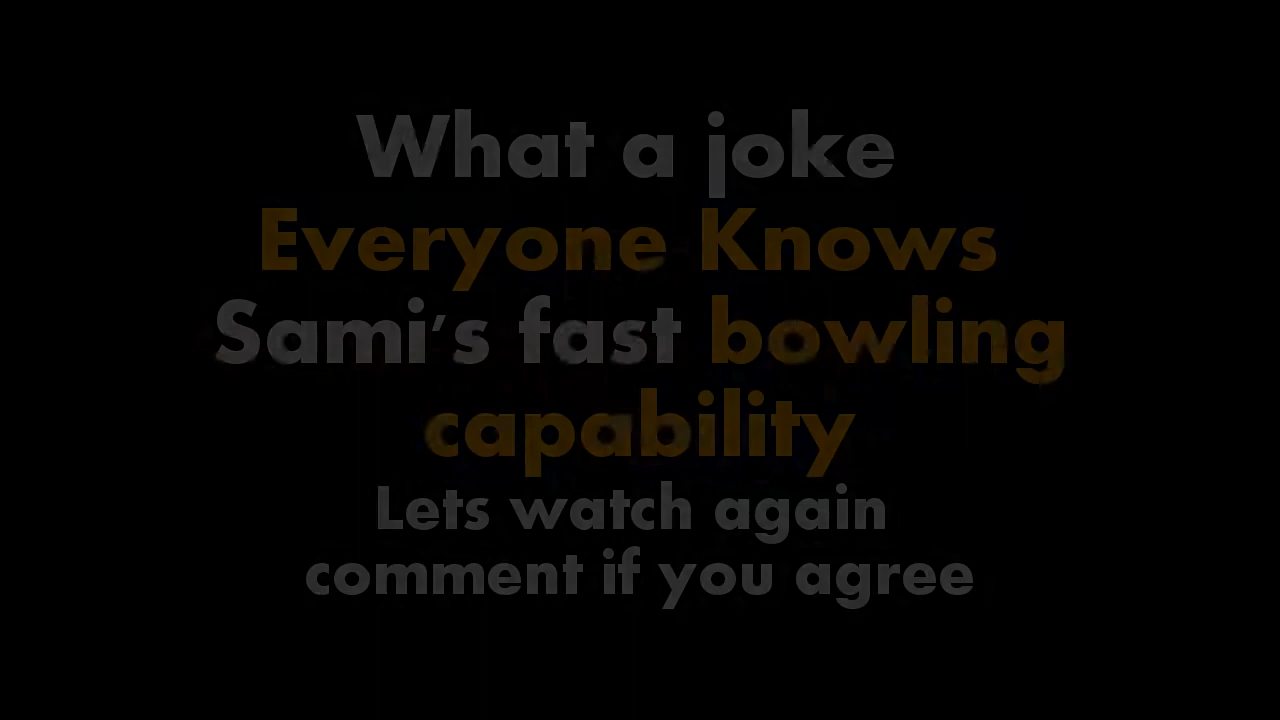 What a joke
Everyone Knows
Sami's fast bowling
capability
Lets watch again
comment if you agree